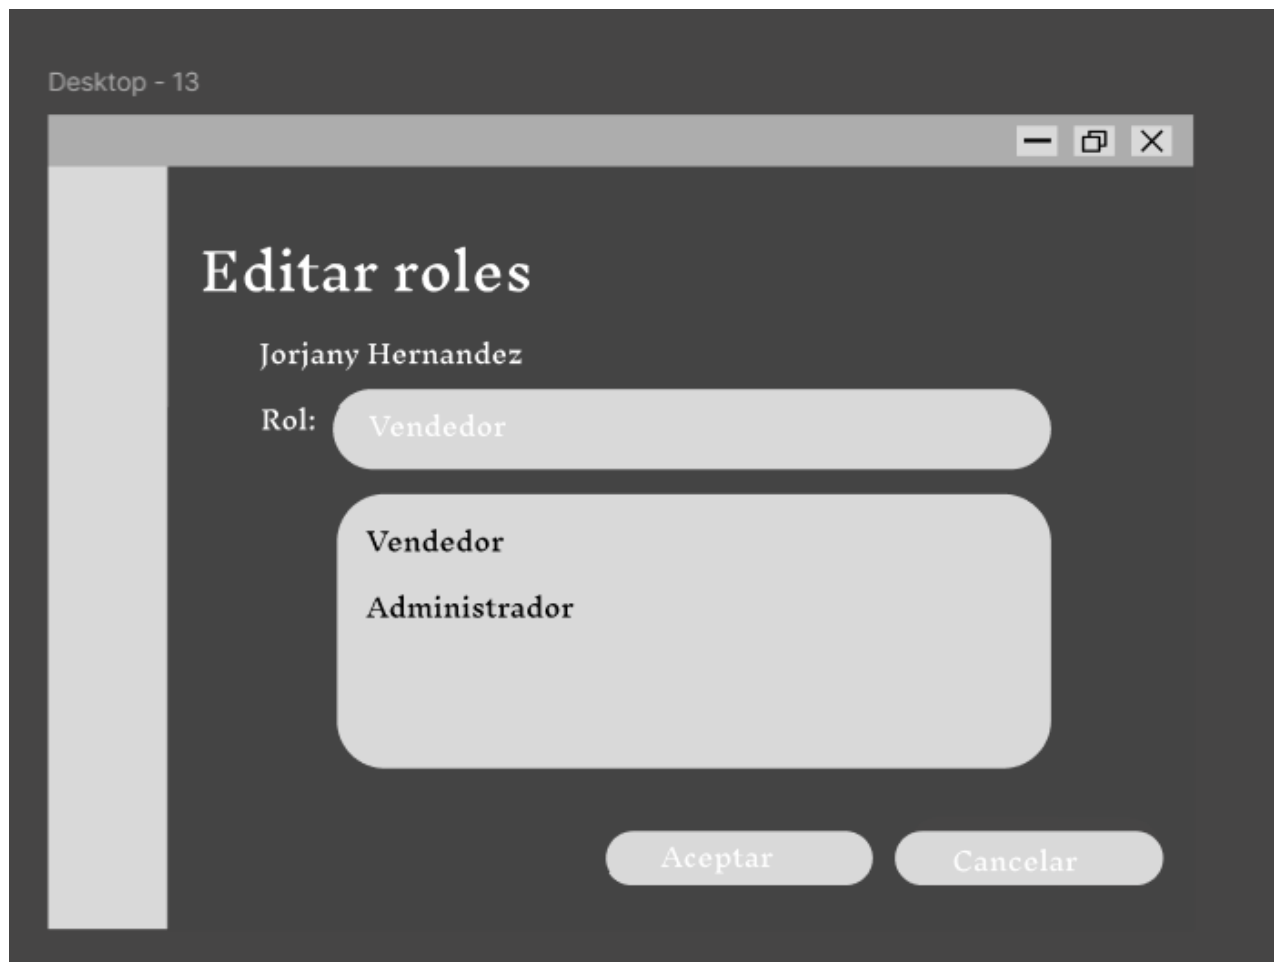 Desktop - 13
Editar roles
Jorjany Hernandez
Rol: Vendedor
Vendedor
Administrador
Aceptar Cancelar